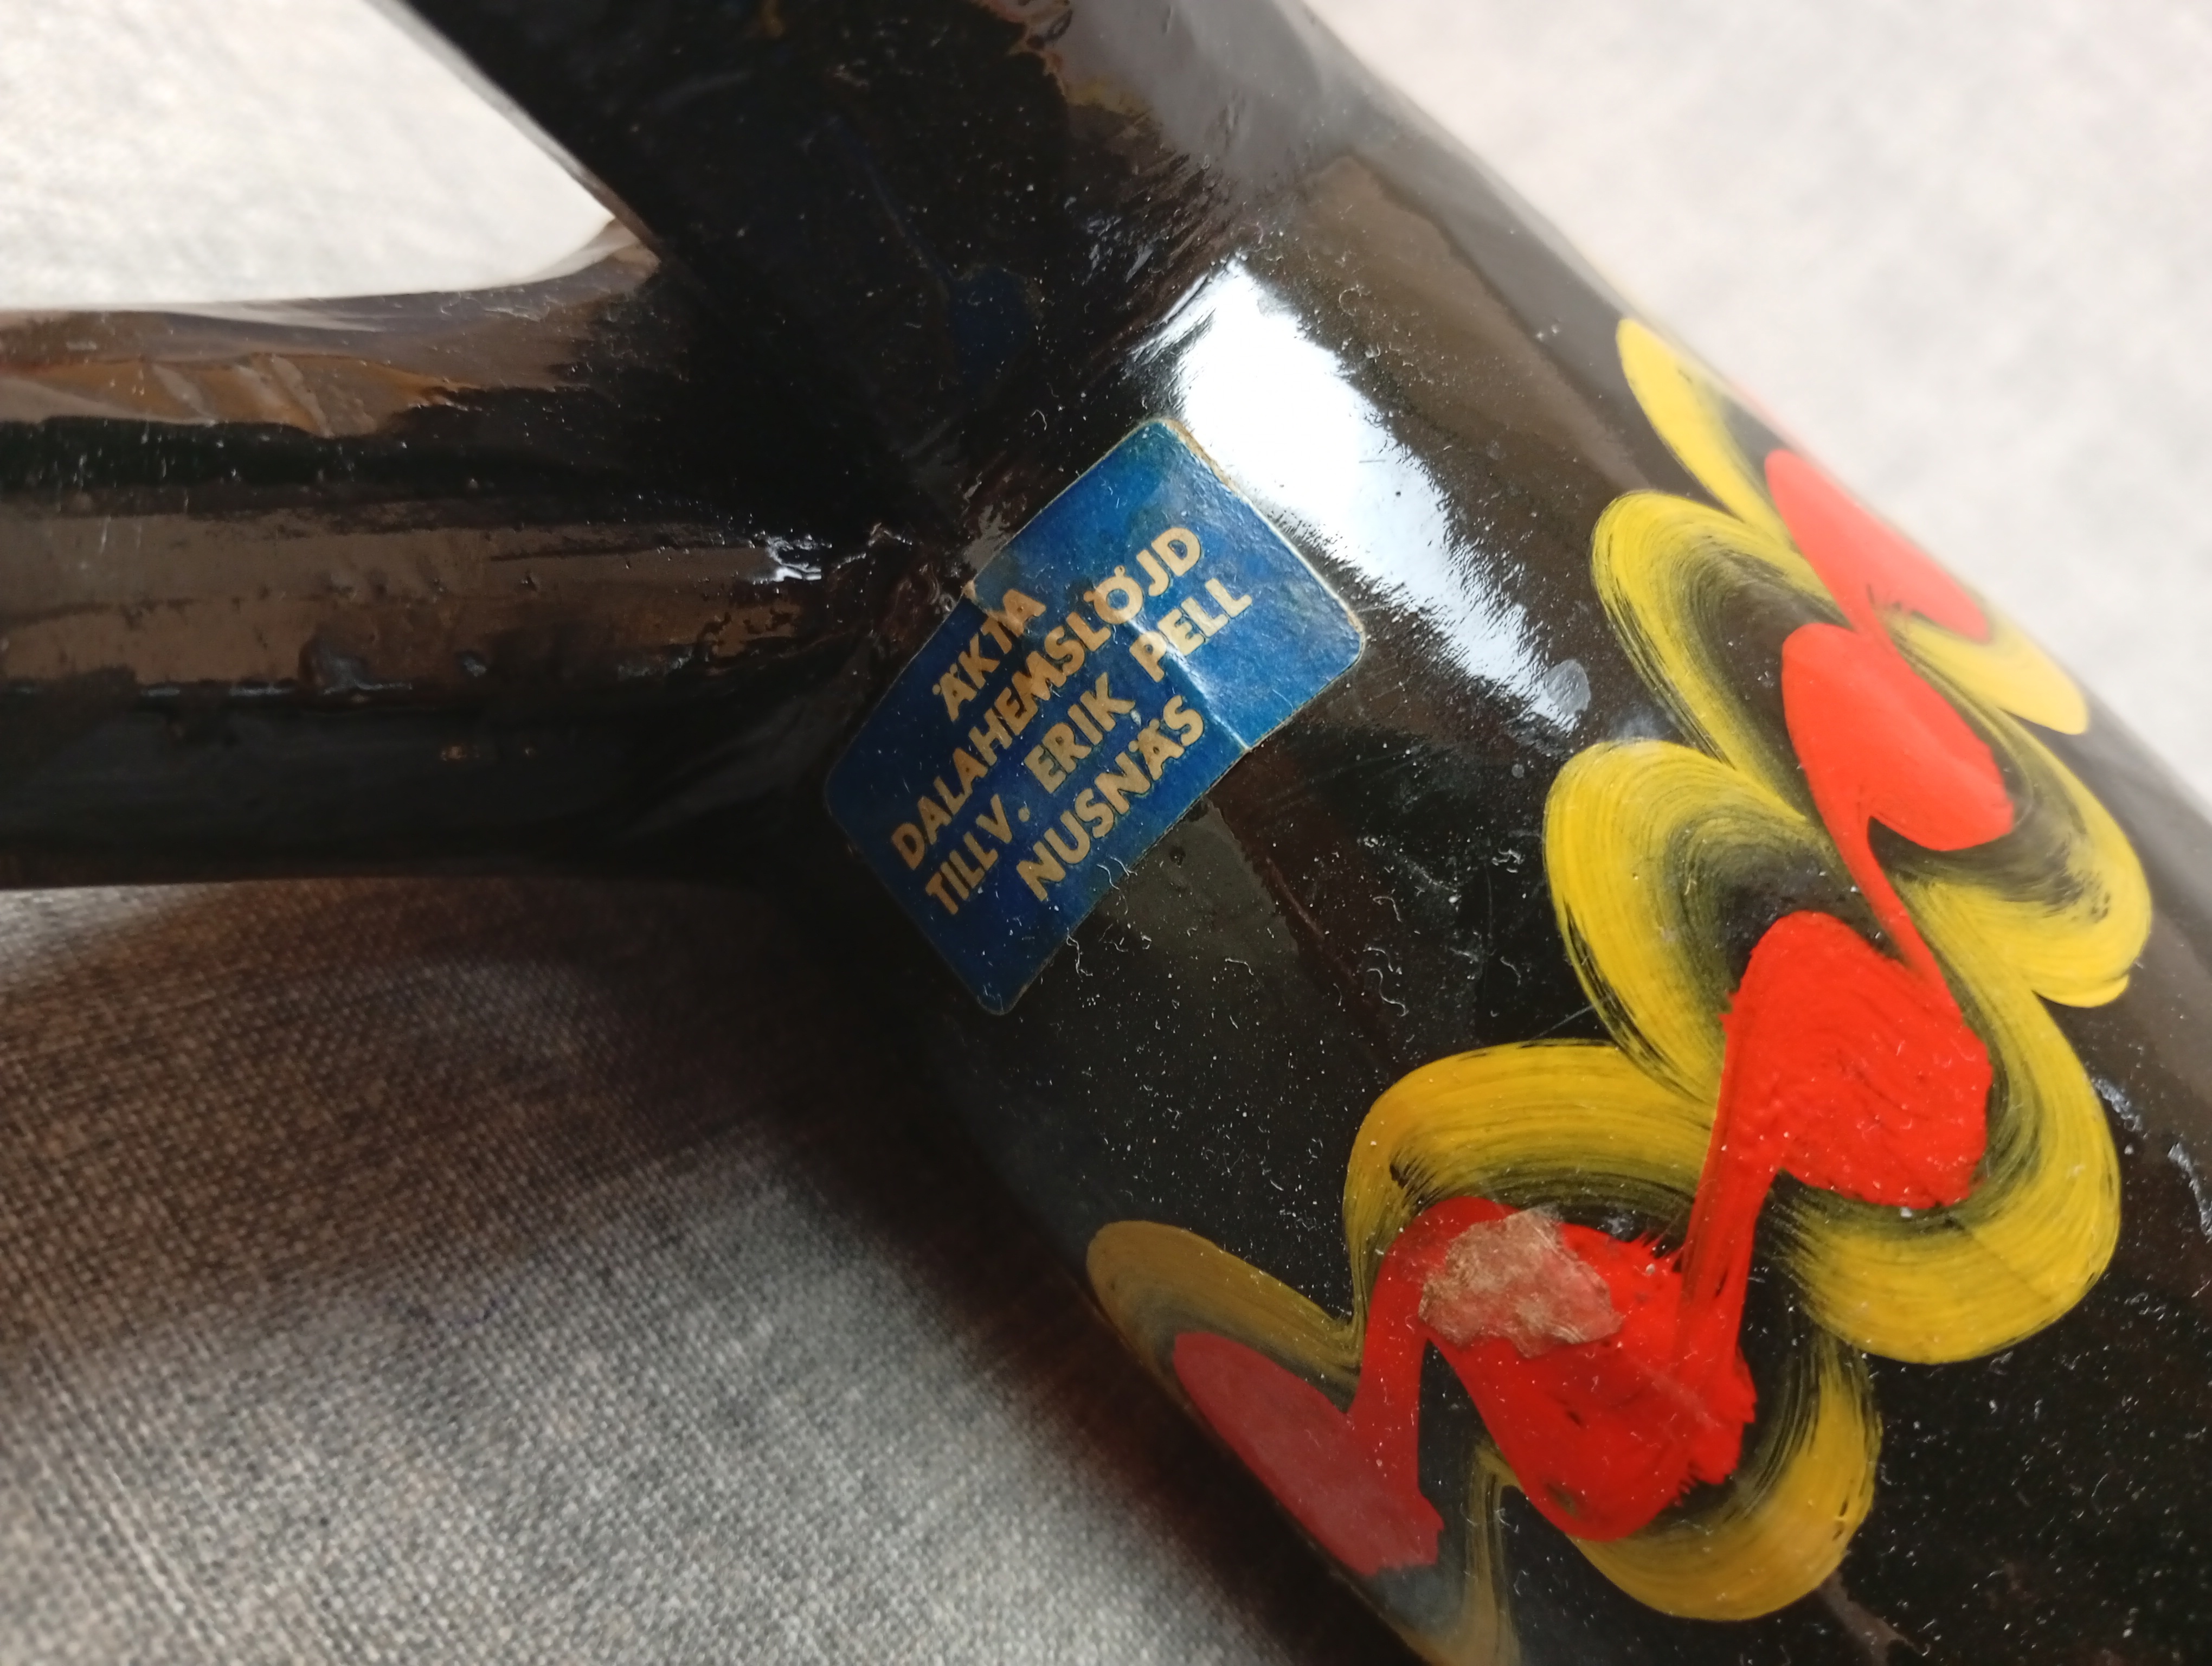 ÄKTA
DALAHEMSLÖJD
TILLV. ERIK PELL
NUSNÄS